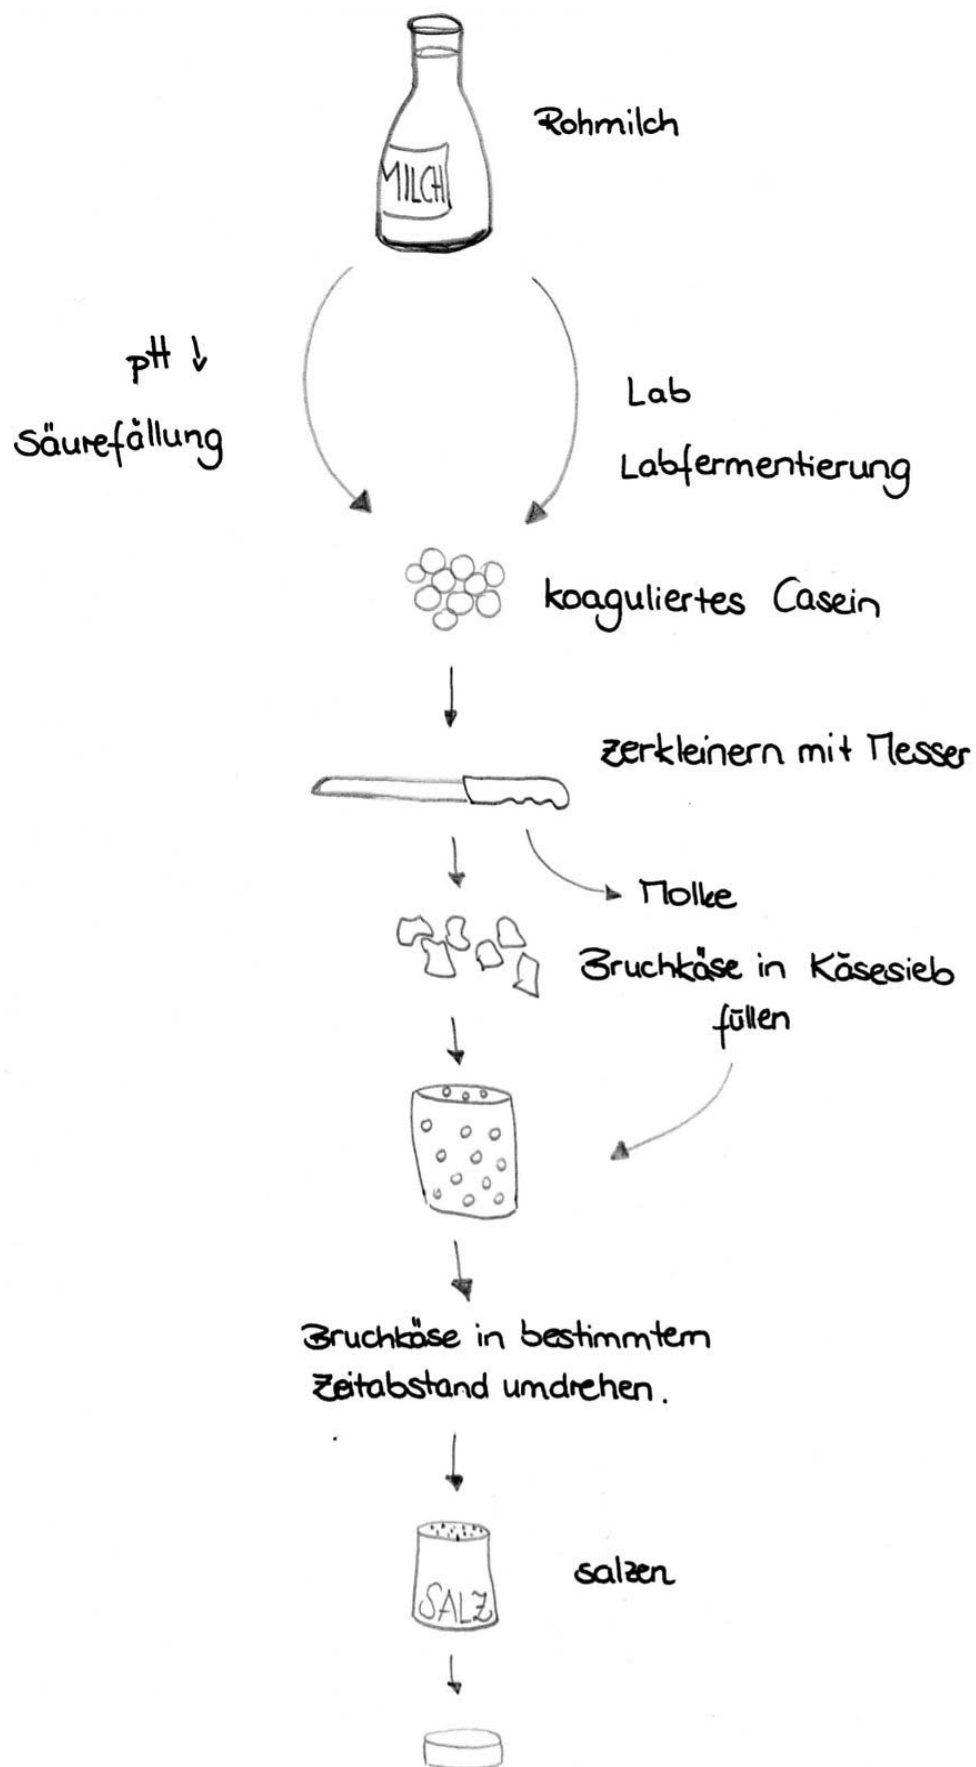 Rohmilch
MILCH
pH ↓
Säurefällung
Lab
Labfermentierung
koaguliertes Casein
zerkleinern mit Messer
Molke
Bruchkäse in Käsesieb
füllen
Bruchkäse in bestimmtem
Zeitabstand umdrehen.
salzen
SALZ